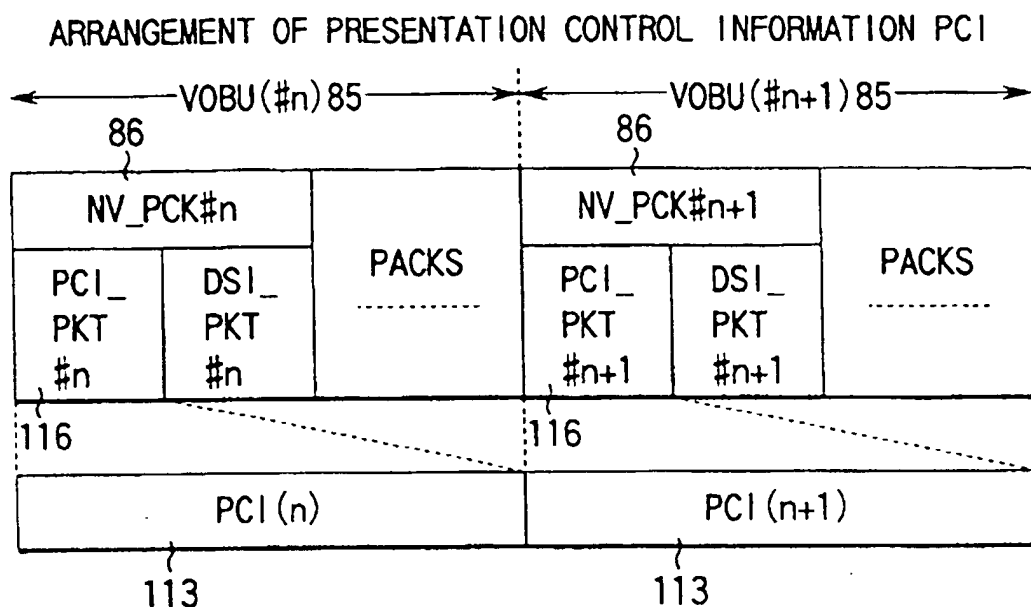 ARRANGEMENT OF PRESENTATION CONTROL INFORMATION PCI
VOBU(#n)85
VOBU(#n+1)85
86
86
NV_PCK#n
NV_PCK#n+1
PCI_
PKT
#n
DSI_
PKT
#n
PACKS
PCI_
PKT
#n+1
DSI_
PKT
#n+1
PACKS
116
116
PCI(n)
PCI(n+1)
113
113